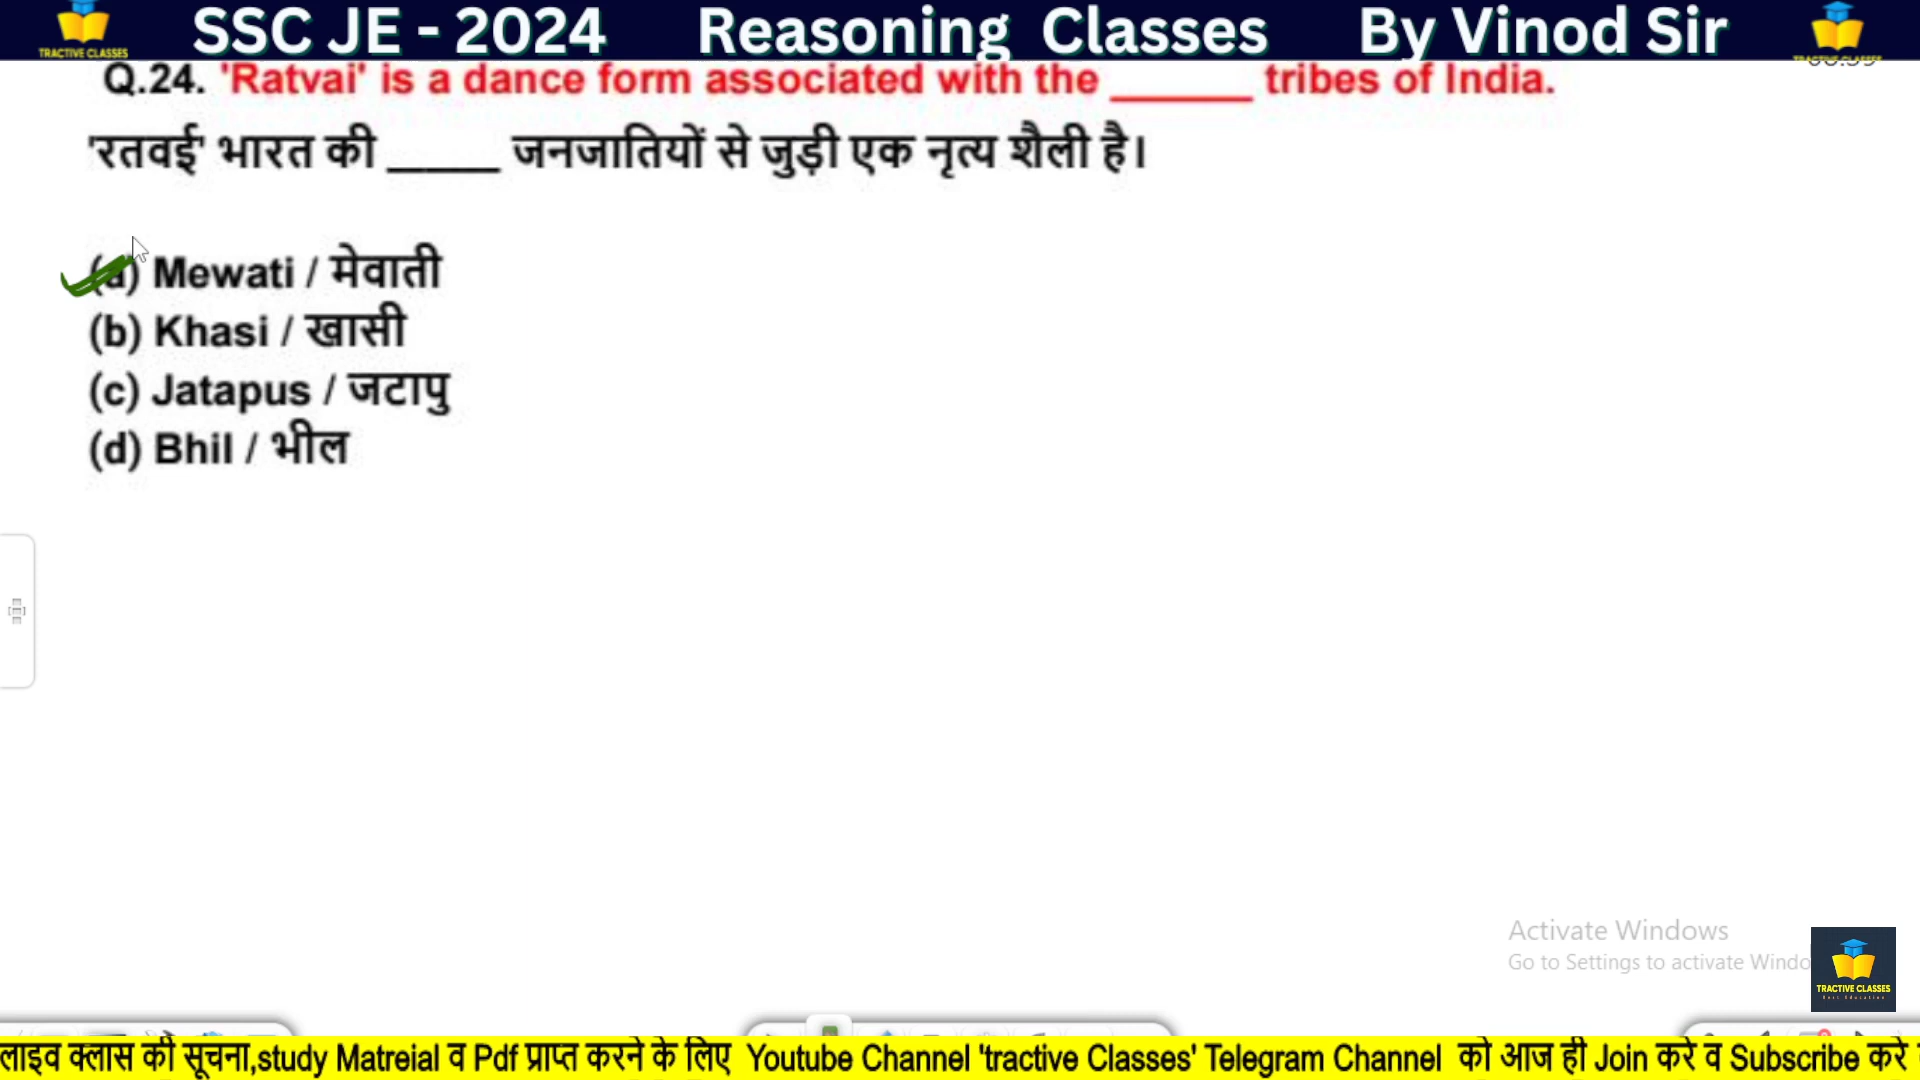 SSC JE - 2024 Reasoning Classes By Vinod Sir
TRACTIVE CLASSES
Q.24. 'Ratvai' is a dance form associated with the ______ tribes of India.
'रतवई' भारत की _____ जनजातियों से जुड़ी एक नृत्य शैली है।
(a) Mewati / मेवाती
(b) Khasi / खासी
(c) Jatapus / जटापु
(d) Bhil / भील
Activate Windows
Go to Settings to activate Windo
TRACTIVE CLASSES
लाइव क्लास की सूचना,study Matreial व Pdf प्राप्त करने के लिए Youtube Channel 'tractive Classes' Telegram Channel को आज ही Join करे व Subscribe करे